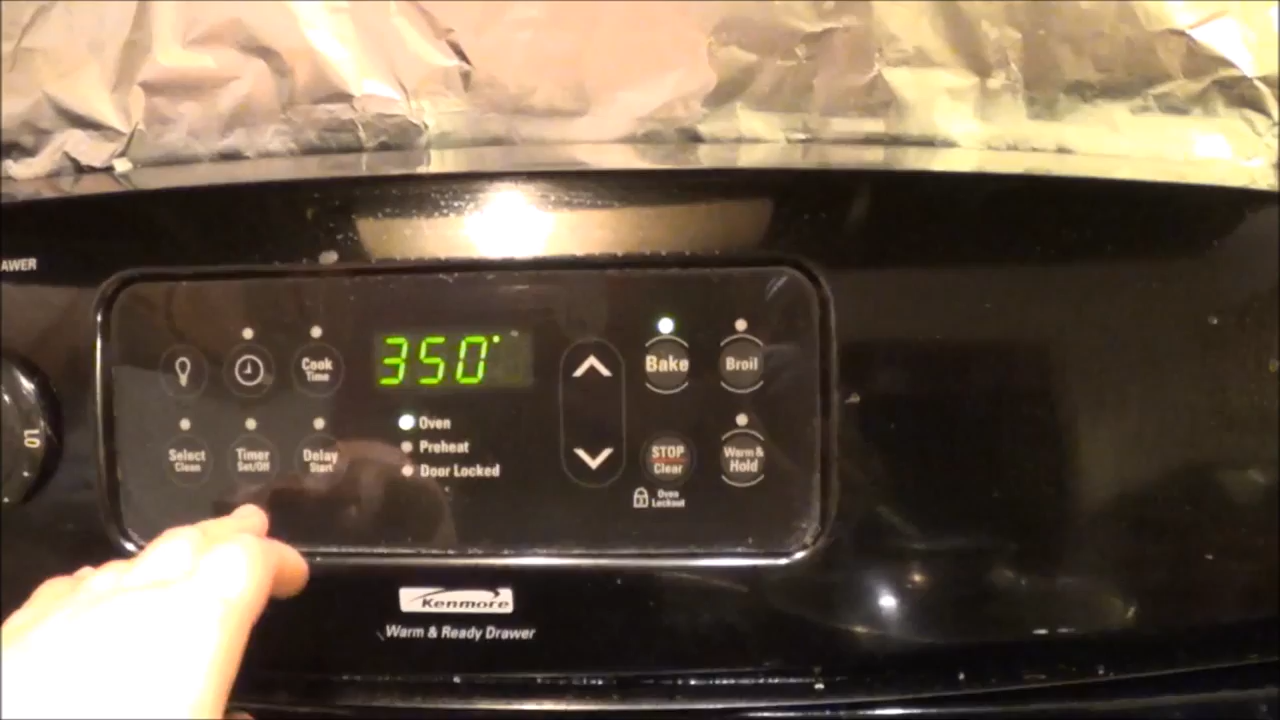 AWER
350°
Cook
Time
Bake
Broil
LO
Oven
Preheat
Door Locked
Select
Clean
Timer
Set/Off
Delay
Start
STOP
Clear
Warm &
Hold
Oven
Lockout
Kenmore
Warm & Ready Drawer